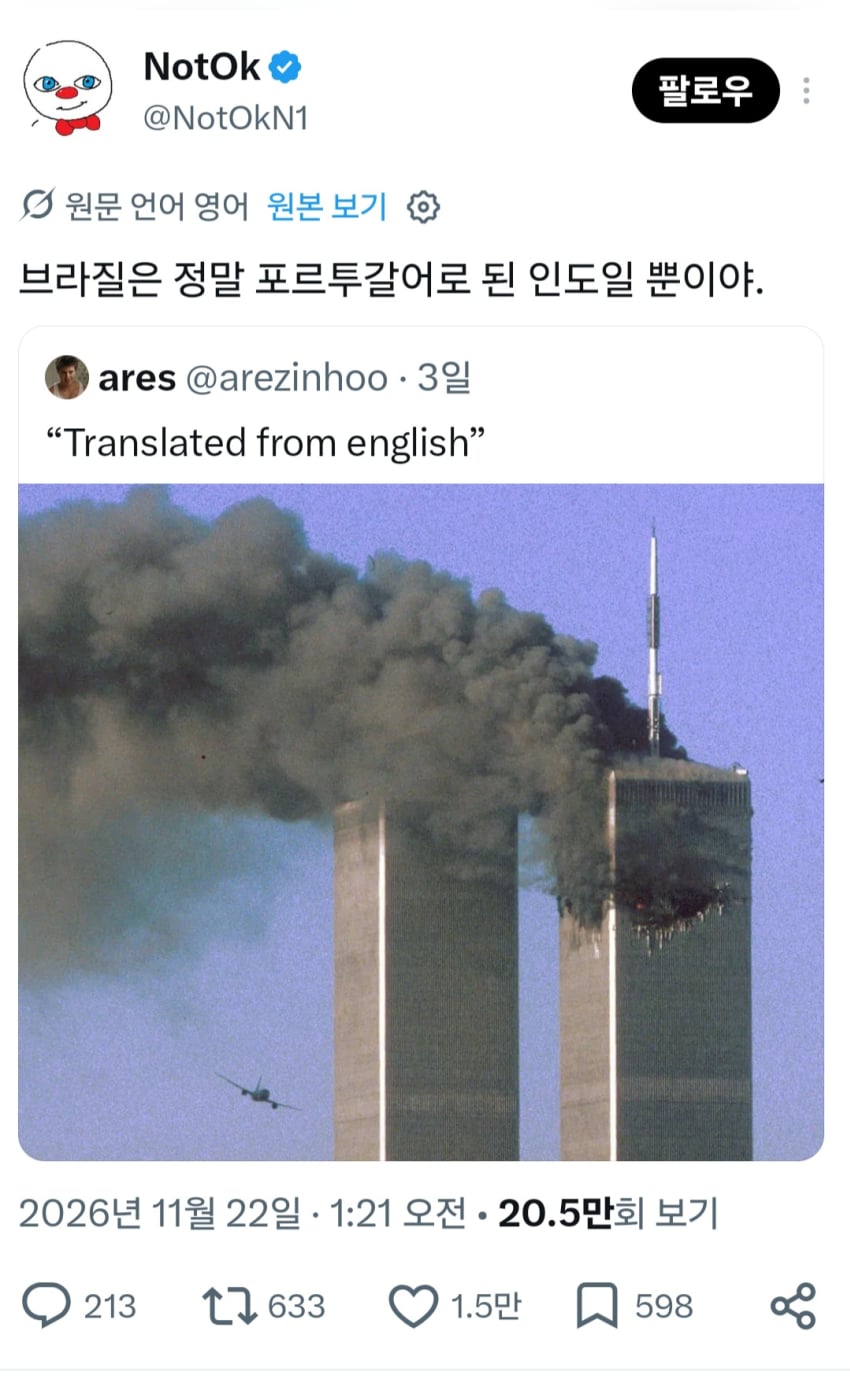 NotOk
팔로우
@NotOkN1
원문 언어 영어 원본 보기
브라질은 정말 포르투갈어로 된 인도일 뿐이야.
ares @arezinhoo · 3일
“Translated from english”
2026년 11월 22일 · 1:21 오전 • 20.5만회 보기
213 633 1.5만 598